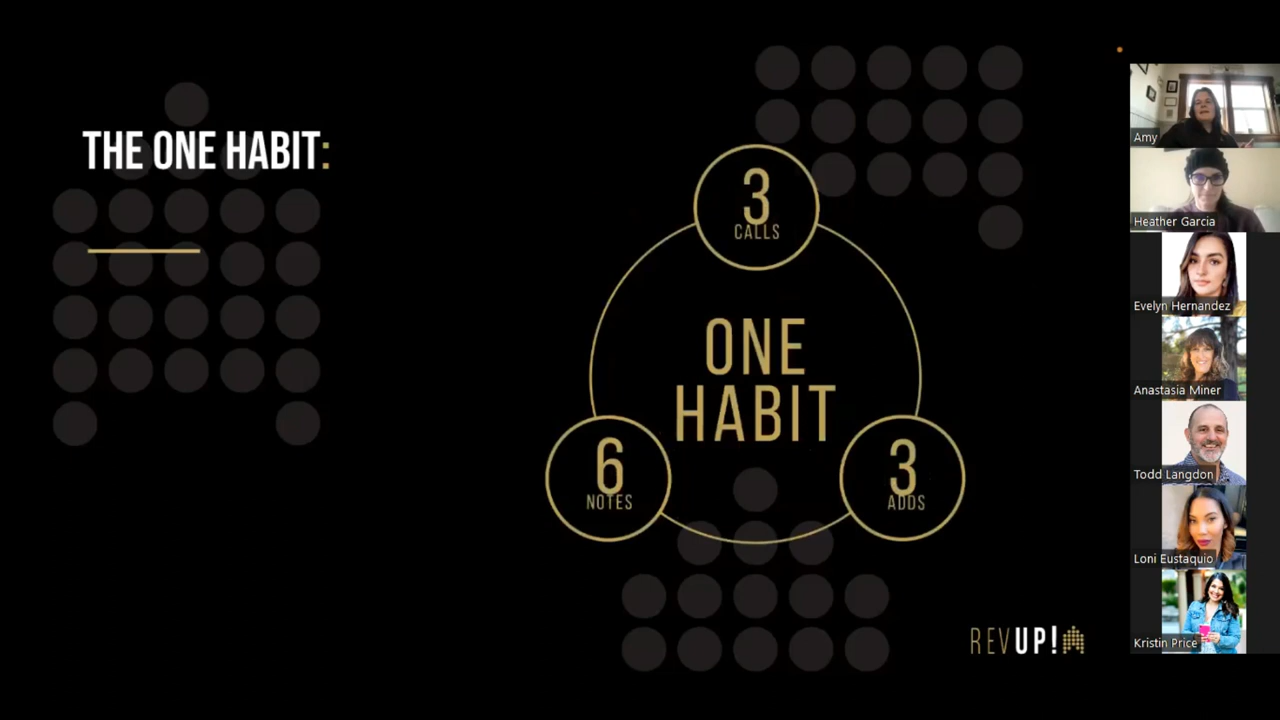 THE ONE HABIT:
3
CALLS
ONE
HABIT
6
NOTES
3
ADDS
REVUP!
Amy
Heather Garcia
Evelyn Hernandez
Anastasia Miner
Todd Langdon
Loni Eustaquio
Kristin Price